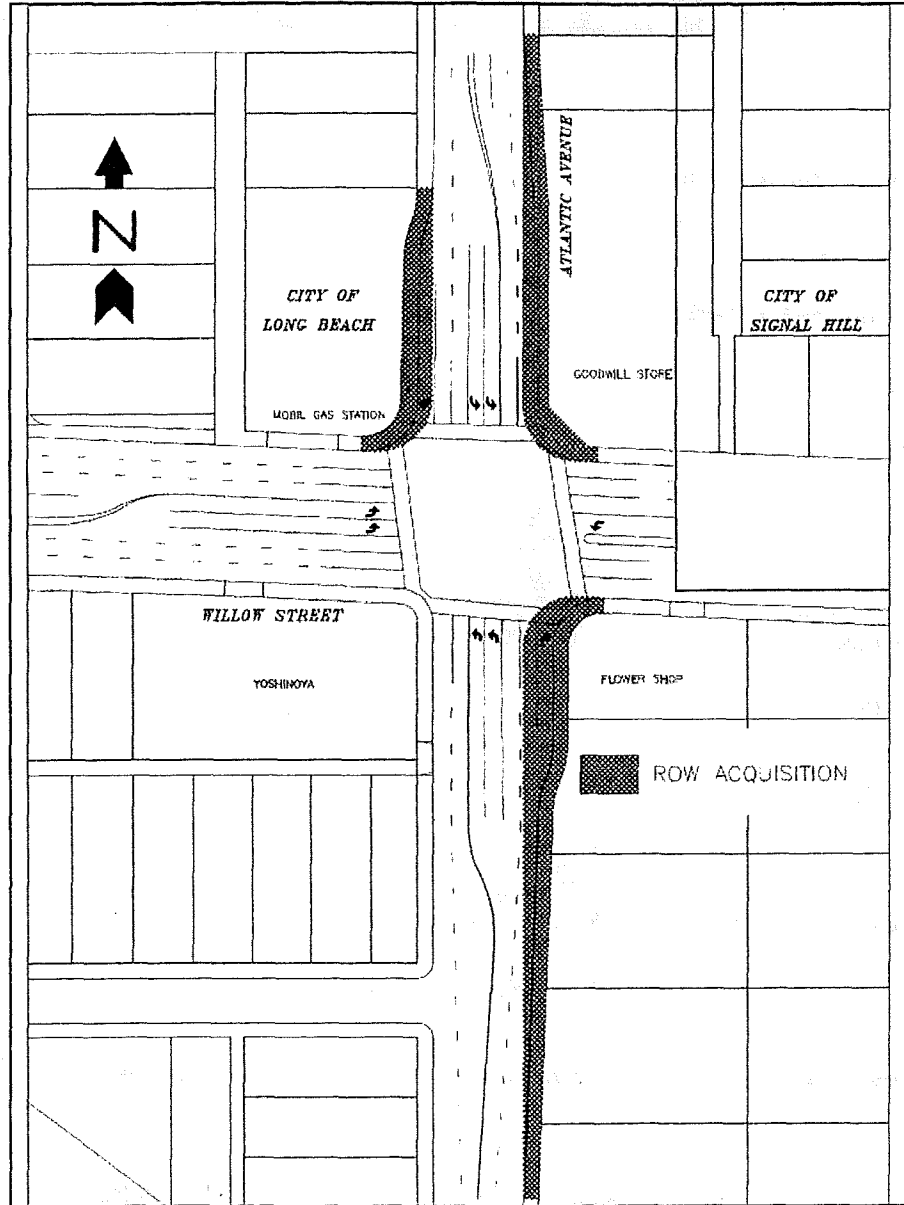 ATLANTIC AVENUE
N
CITY OF
LONG BEACH
CITY OF
SIGNAL HILL
GOODWILL STORE
MOBIL GAS STATION
WILLOW STREET
YOSHINOYA
FLOWER SHOP
ROW ACQUISITION